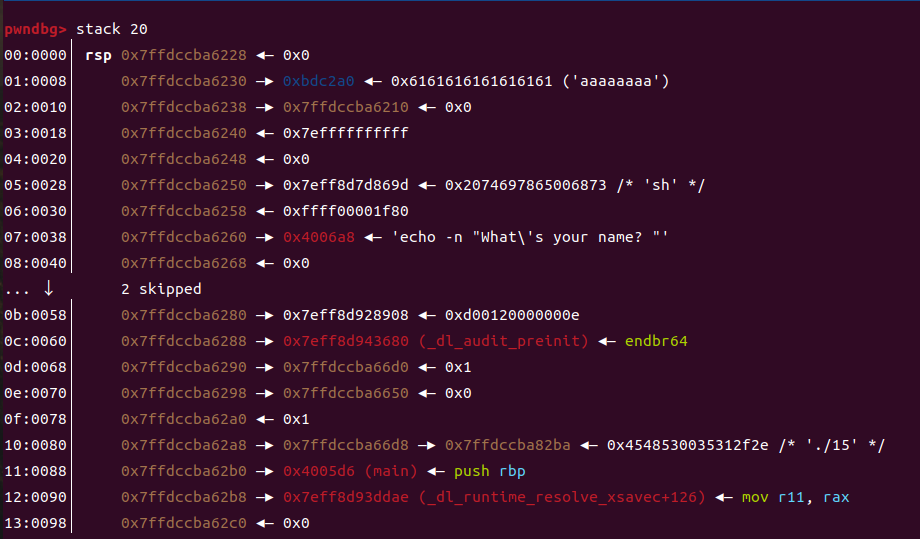 pwndbg> stack 20
00:0000│ rsp 0x7ffdccba6228 ◂— 0x0
01:0008│     0x7ffdccba6230 —▸ 0xbdc2a0 ◂— 0x6161616161616161 ('aaaaaaaa')
02:0010│     0x7ffdccba6238 —▸ 0x7ffdccba6210 ◂— 0x0
03:0018│     0x7ffdccba6240 ◂— 0x7effffffffff
04:0020│     0x7ffdccba6248 ◂— 0x0
05:0028│     0x7ffdccba6250 —▸ 0x7eff8d7d869d ◂— 0x2074697865006873 /* 'sh' */
06:0030│     0x7ffdccba6258 ◂— 0xffff00001f80
07:0038│     0x7ffdccba6260 —▸ 0x4006a8 ◂— 'echo -n "What\'s your name? "'
08:0040│     0x7ffdccba6268 ◂— 0x0
... ↓        2 skipped
0b:0058│     0x7ffdccba6280 —▸ 0x7eff8d928908 ◂— 0xd00120000000e
0c:0060│     0x7ffdccba6288 —▸ 0x7eff8d943680 (_dl_audit_preinit) ◂— endbr64
0d:0068│     0x7ffdccba6290 —▸ 0x7ffdccba66d0 ◂— 0x1
0e:0070│     0x7ffdccba6298 —▸ 0x7ffdccba6650 ◂— 0x0
0f:0078│     0x7ffdccba62a0 ◂— 0x1
10:0080│     0x7ffdccba62a8 —▸ 0x7ffdccba66d8 —▸ 0x7ffdccba82ba ◂— 0x4548530035312f2e /* './15' */
11:0088│     0x7ffdccba62b0 —▸ 0x4005d6 (main) ◂— push rbp
12:0090│     0x7ffdccba62b8 —▸ 0x7eff8d93ddae (_dl_runtime_resolve_xsavec+126) ◂— mov r11, rax
13:0098│     0x7ffdccba62c0 ◂— 0x0